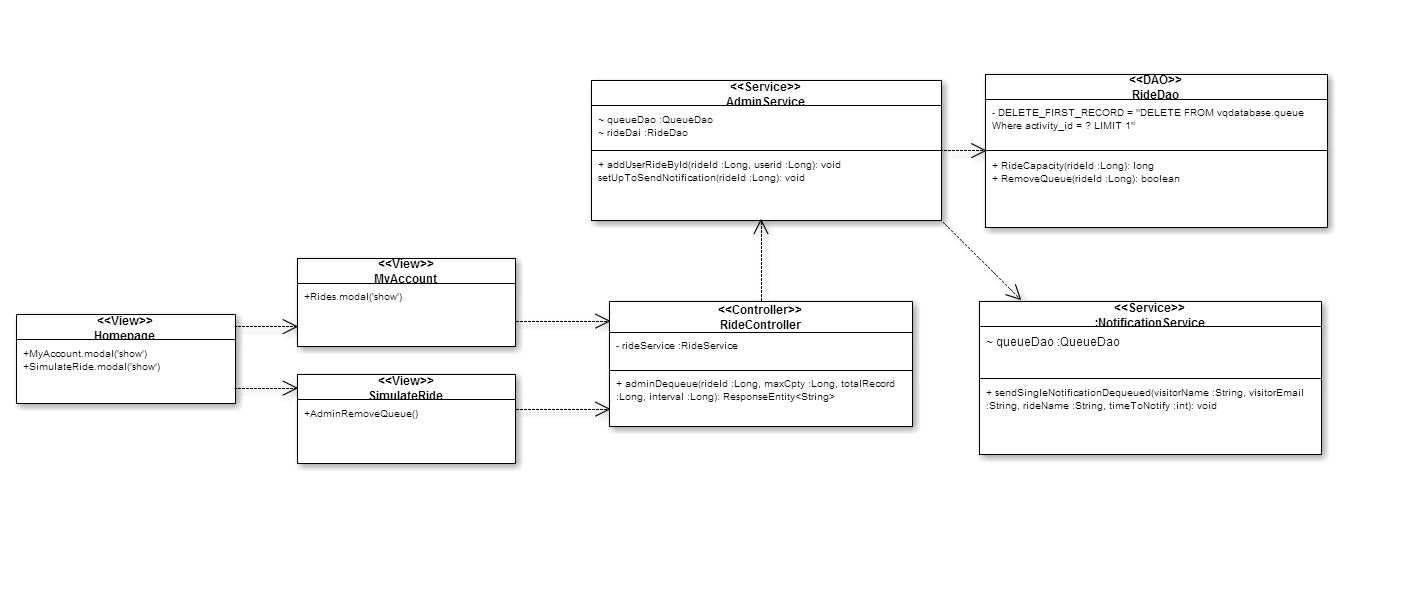 <<Service>>
AdminService
~ queueDao :QueueDao
~ rideDai :RideDao
+ addUserRideById(rideId :Long, userid :Long): void
setUpToSendNotification(rideId :Long): void
<<DAO>>
RideDao
- DELETE_FIRST_RECORD = "DELETE FROM vqdatabase.queue
Where activity_id = ? LIMIT 1"
+ RideCapacity(rideId :Long): long
+ RemoveQueue(rideId :Long): boolean
<<View>>
MyAccount
+Rides.modal('show')
<<View>>
Homepage
+MyAccount.modal('show')
+SimulateRide.modal('show')
<<View>>
SimulateRide
+AdminRemoveQueue()
<<Controller>>
RideController
- rideService :RideService
+ adminDequeue(rideId :Long, maxCpty :Long, totalRecord
:Long, interval :Long): ResponseEntity<String>
<<Service>>
:NotificationService
~ queueDao :QueueDao
+ sendSingleNotificationDequeued(visitorName :String, visitorEmail
:String, rideName :String, timeToNotify :int): void